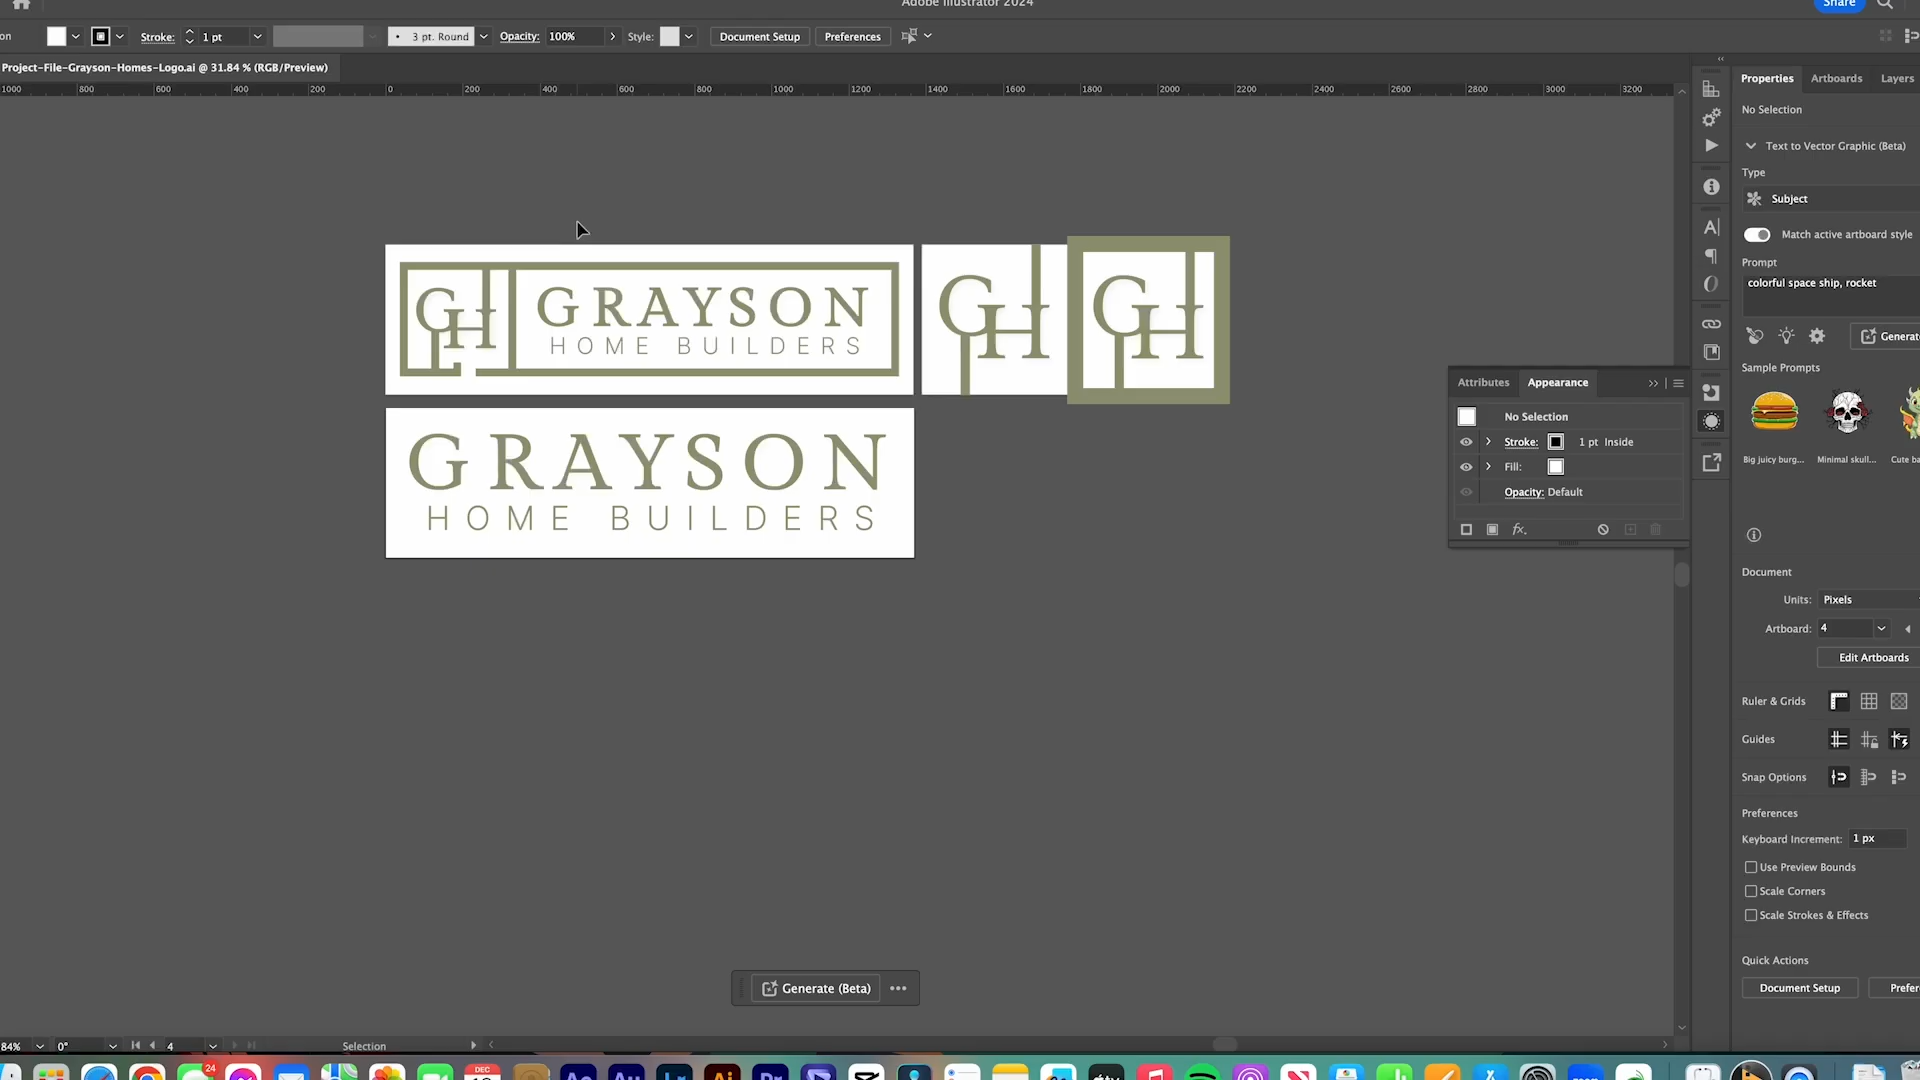 Adobe Illustrator 2024
Share
on
Stroke: 1 pt
3 pt. Round
Opacity: 100%
Style:
Document Setup
Preferences
Project-File-Grayson-Homes-Logo.ai @ 31.84 % (RGB/Preview)
1000 800 600 400 200 0 200 400 600 800 1000 1200 1400 1600 1800 2000 2200 2400 2600 2800 3000 3200
Properties Artboards Layers
No Selection
Text to Vector Graphic (Beta)
Type
Subject
Match active artboard style
Prompt
colorful space ship, rocket
Generat
Sample Prompts
Big juicy burg... Minimal skull... Cute ba
GH
GRAYSON
HOME BUILDERS
GH
GH
GRAYSON
HOME BUILDERS
Attributes Appearance
No Selection
Stroke: 1 pt Inside
Fill:
Opacity: Default
fx.
Document
Units: Pixels
Artboard: 4
Edit Artboards
Ruler & Grids
Guides
Snap Options
Preferences
Keyboard Increment: 1 px
Use Preview Bounds
Scale Corners
Scale Strokes & Effects
Quick Actions
Document Setup
Prefer
Generate (Beta)
84% 0° 4 Selection
24
DEC